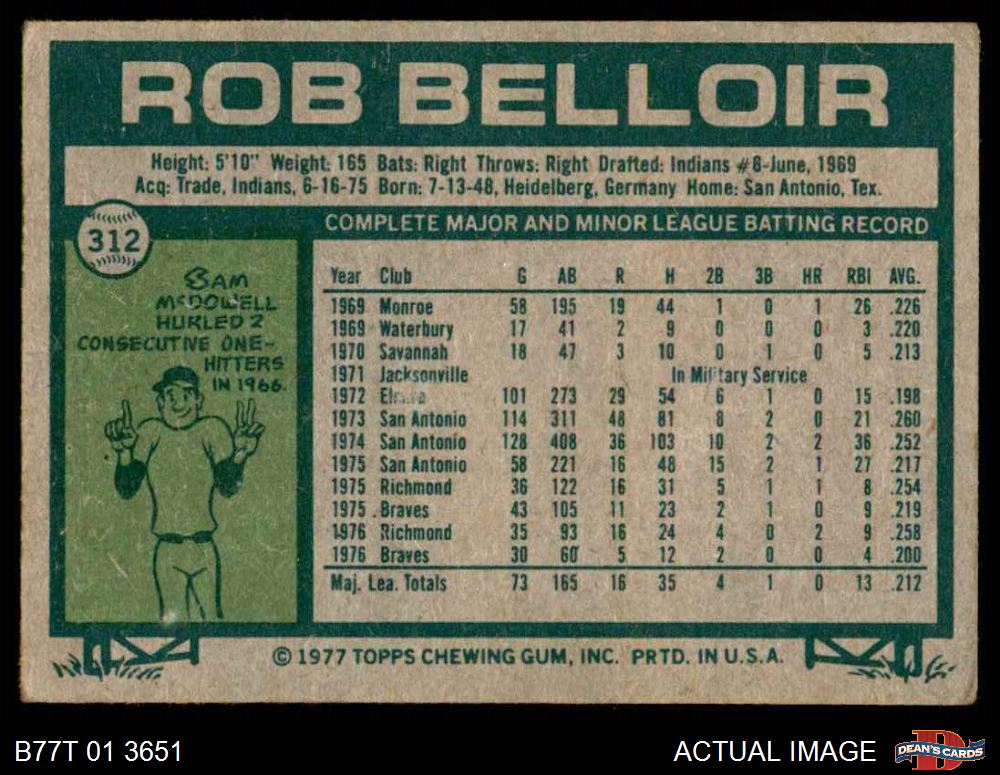 ROB BELLOIR
Height: 5'10" Weight: 165 Bats: Right Throws: Right Drafted: Indians #8-June, 1969
Acq: Trade, Indians, 6-16-75 Born: 7-13-48, Heidelberg, Germany Home: San Antonio, Tex.
312
COMPLETE MAJOR AND MINOR LEAGUE BATTING RECORD
SAM
McDOWELL
HURLED 2
CONSECUTIVE ONE-
HITTERS
IN 1966.
Year Club G AB R H 2B 3B HR RBI AVG.
1969 Monroe 58 195 19 44 1 0 1 26 .226
1969 Waterbury 17 41 2 9 0 0 0 3 .220
1970 Savannah 18 47 3 10 0 1 0 5 .213
1971 Jacksonville In Military Service
1972 101 273 29 54 6 1 0 15 .198
1973 San Antonio 114 311 48 81 8 2 0 21 .260
1974 San Antonio 128 408 36 103 10 2 2 36 .252
1975 San Antonio 58 221 16 48 15 2 1 27 .217
1975 Richmond 36 122 16 31 5 1 1 8 .254
1975 Braves 43 105 11 23 2 1 0 9 .219
1976 Richmond 35 93 16 24 4 0 2 9 .258
1976 Braves 30 60 5 12 2 0 0 4 .200
Maj. Lea. Totals 73 165 16 35 4 1 0 13 .212
© 1977 TOPPS CHEWING GUM, INC. PRTD. IN U.S.A.
B77T 01 3651
ACTUAL IMAGE
D
DEAN'S CARDS